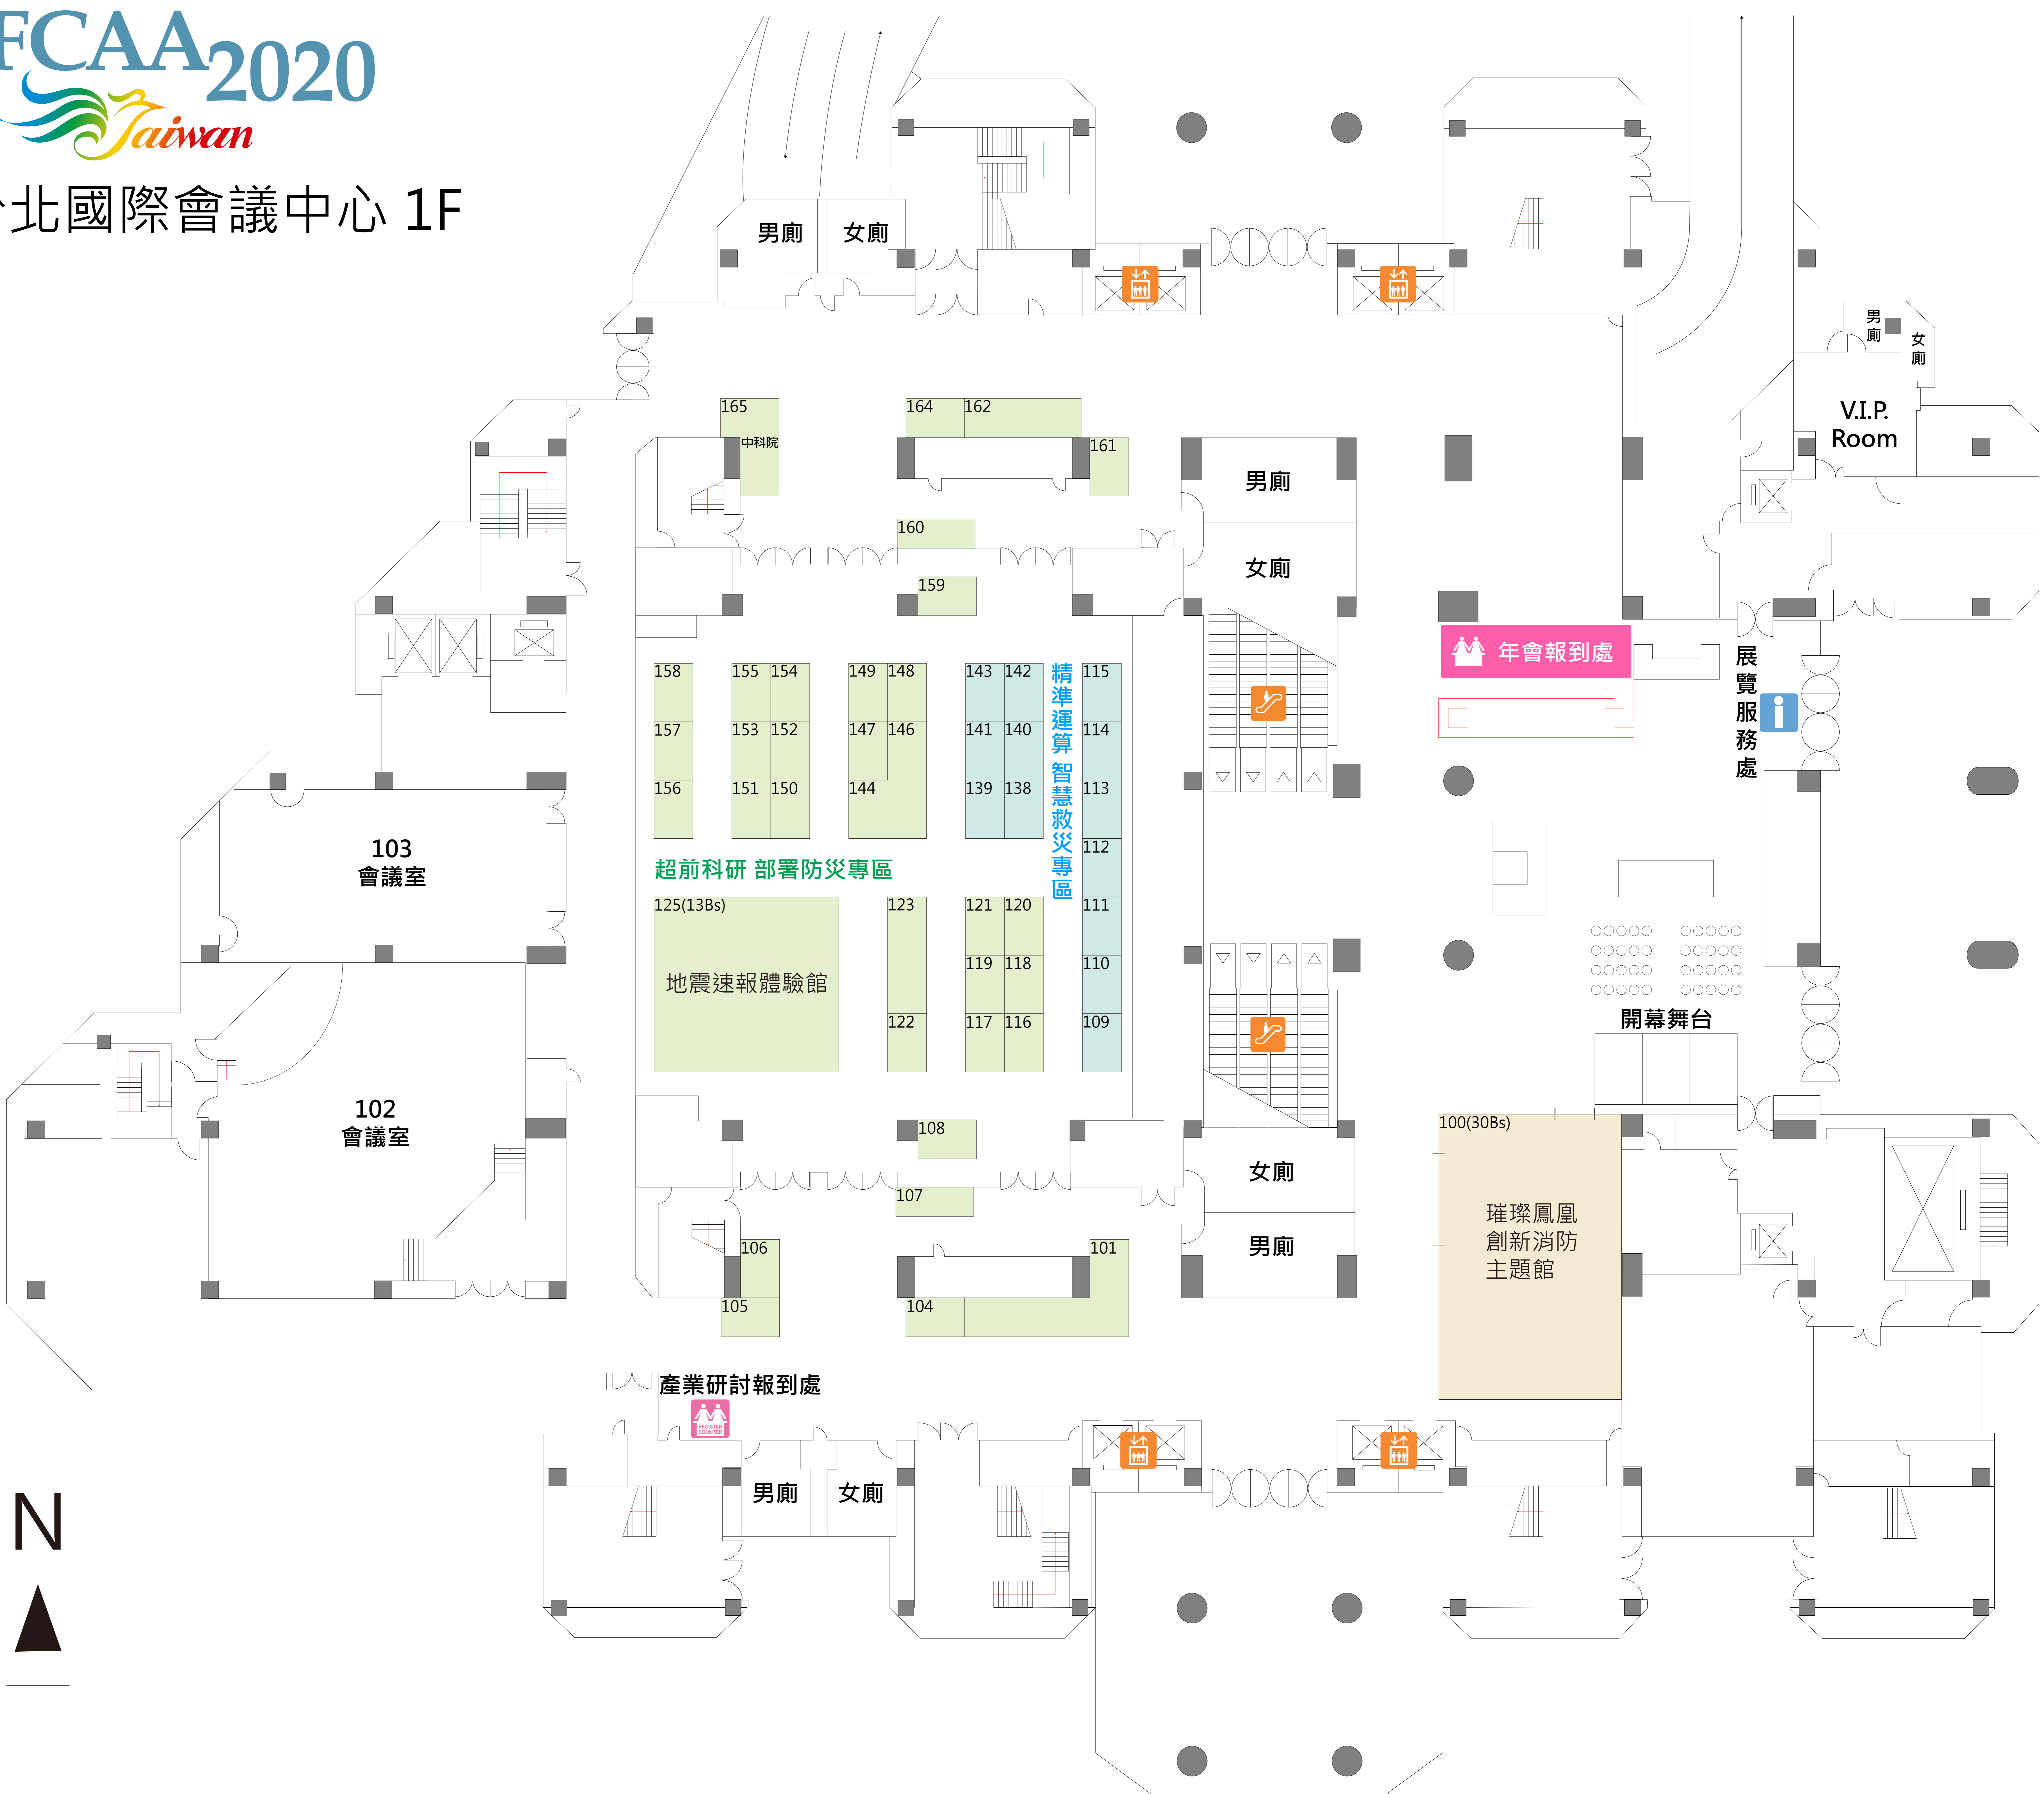 FCAA2020
Taiwan
北國際會議中心 1F
男廁
女廁
男廁
女廁
V.I.P.
Room
165
中科院
164
162
161
160
159
男廁
女廁
年會報到處
展覽服務處
158
155
154
149
148
143
142
115
157
153
152
147
146
141
140
114
156
151
150
144
139
138
113
精準運算 智慧救災專區
112
103
會議室
超前科研 部署防災專區
125(13Bs)
地震速報體驗館
123
121
120
111
119
118
110
122
117
116
109
開幕舞台
102
會議室
108
107
106
105
104
101
女廁
男廁
100(30Bs)
璀璨鳳凰
創新消防
主題館
產業研討報到處
REGISTER
COUNTER
男廁
女廁
N